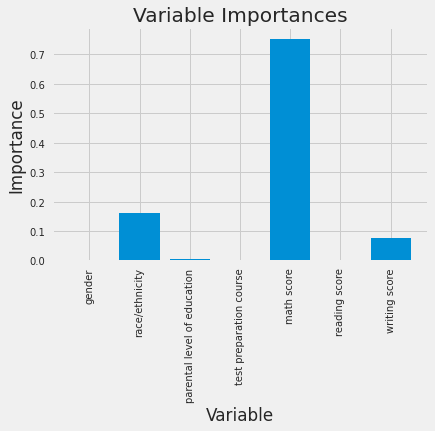 Variable Importances
Importance
0.7
0.6
0.5
0.4
0.3
0.2
0.1
0.0
gender
race/ethnicity
parental level of education
test preparation course
math score
reading score
writing score
Variable